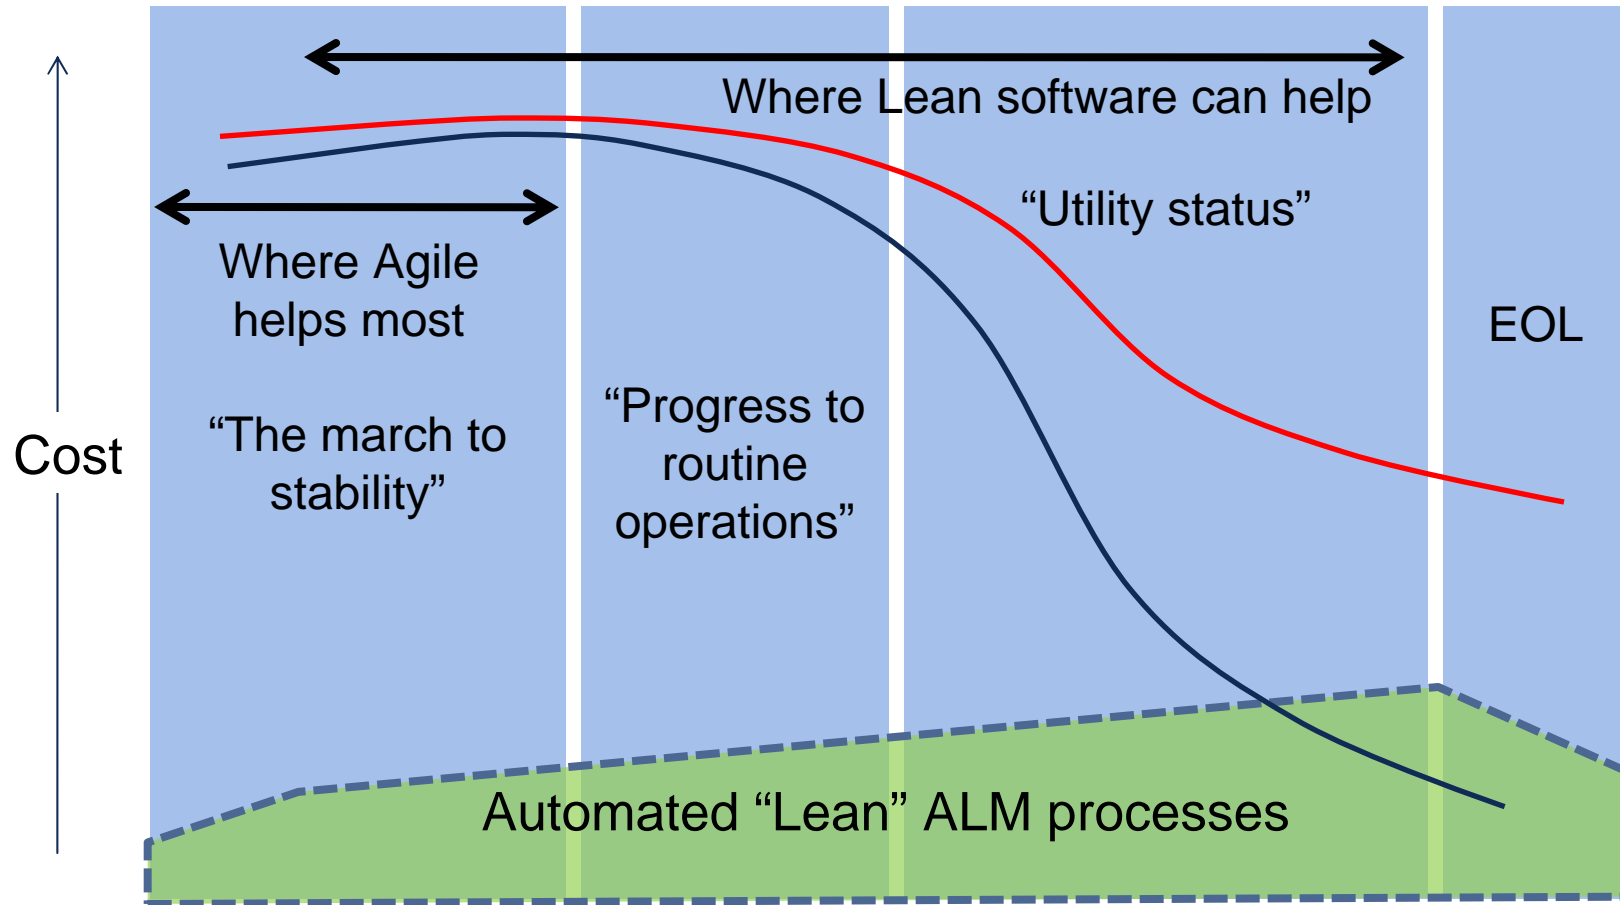 Where Lean software can help
“Utility status”
Where Agile
helps most
EOL
“The march to
stability”
“Progress to
routine
operations”
Cost
Automated “Lean” ALM processes